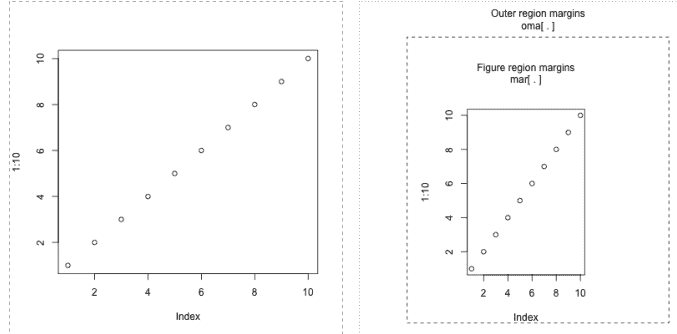 10
8
6
4
2
1:10
2 4 6 8 10
Index
Outer region margins
oma[ . ]
Figure region margins
mar[ . ]
10
8
6
4
2
1:10
2 4 6 8 10
Index